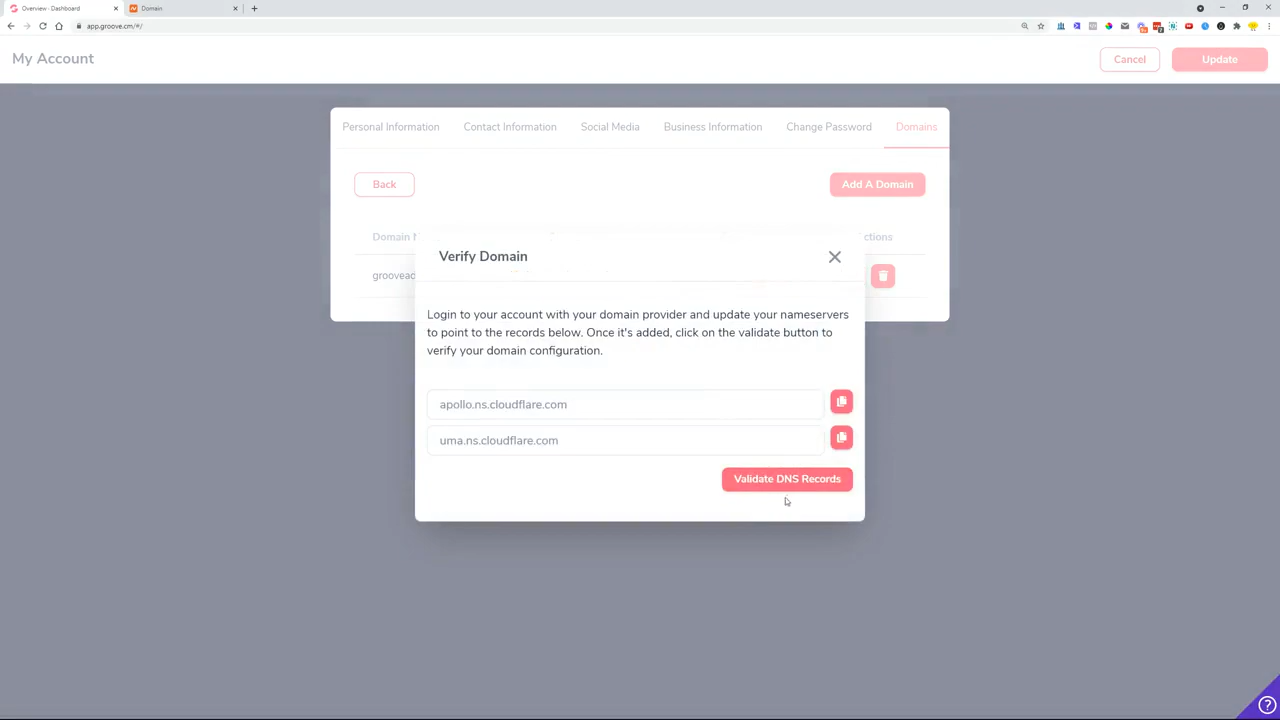 Overview - Dashboard
Domain
app.groove.cm/#/
My Account
Cancel
Update
Personal Information
Contact Information
Social Media
Business Information
Change Password
Domains
Back
Add A Domain
Domain
ctions
groovead
Verify Domain
Login to your account with your domain provider and update your nameservers
to point to the records below. Once it's added, click on the validate button to
verify your domain configuration.
apollo.ns.cloudflare.com
uma.ns.cloudflare.com
Validate DNS Records